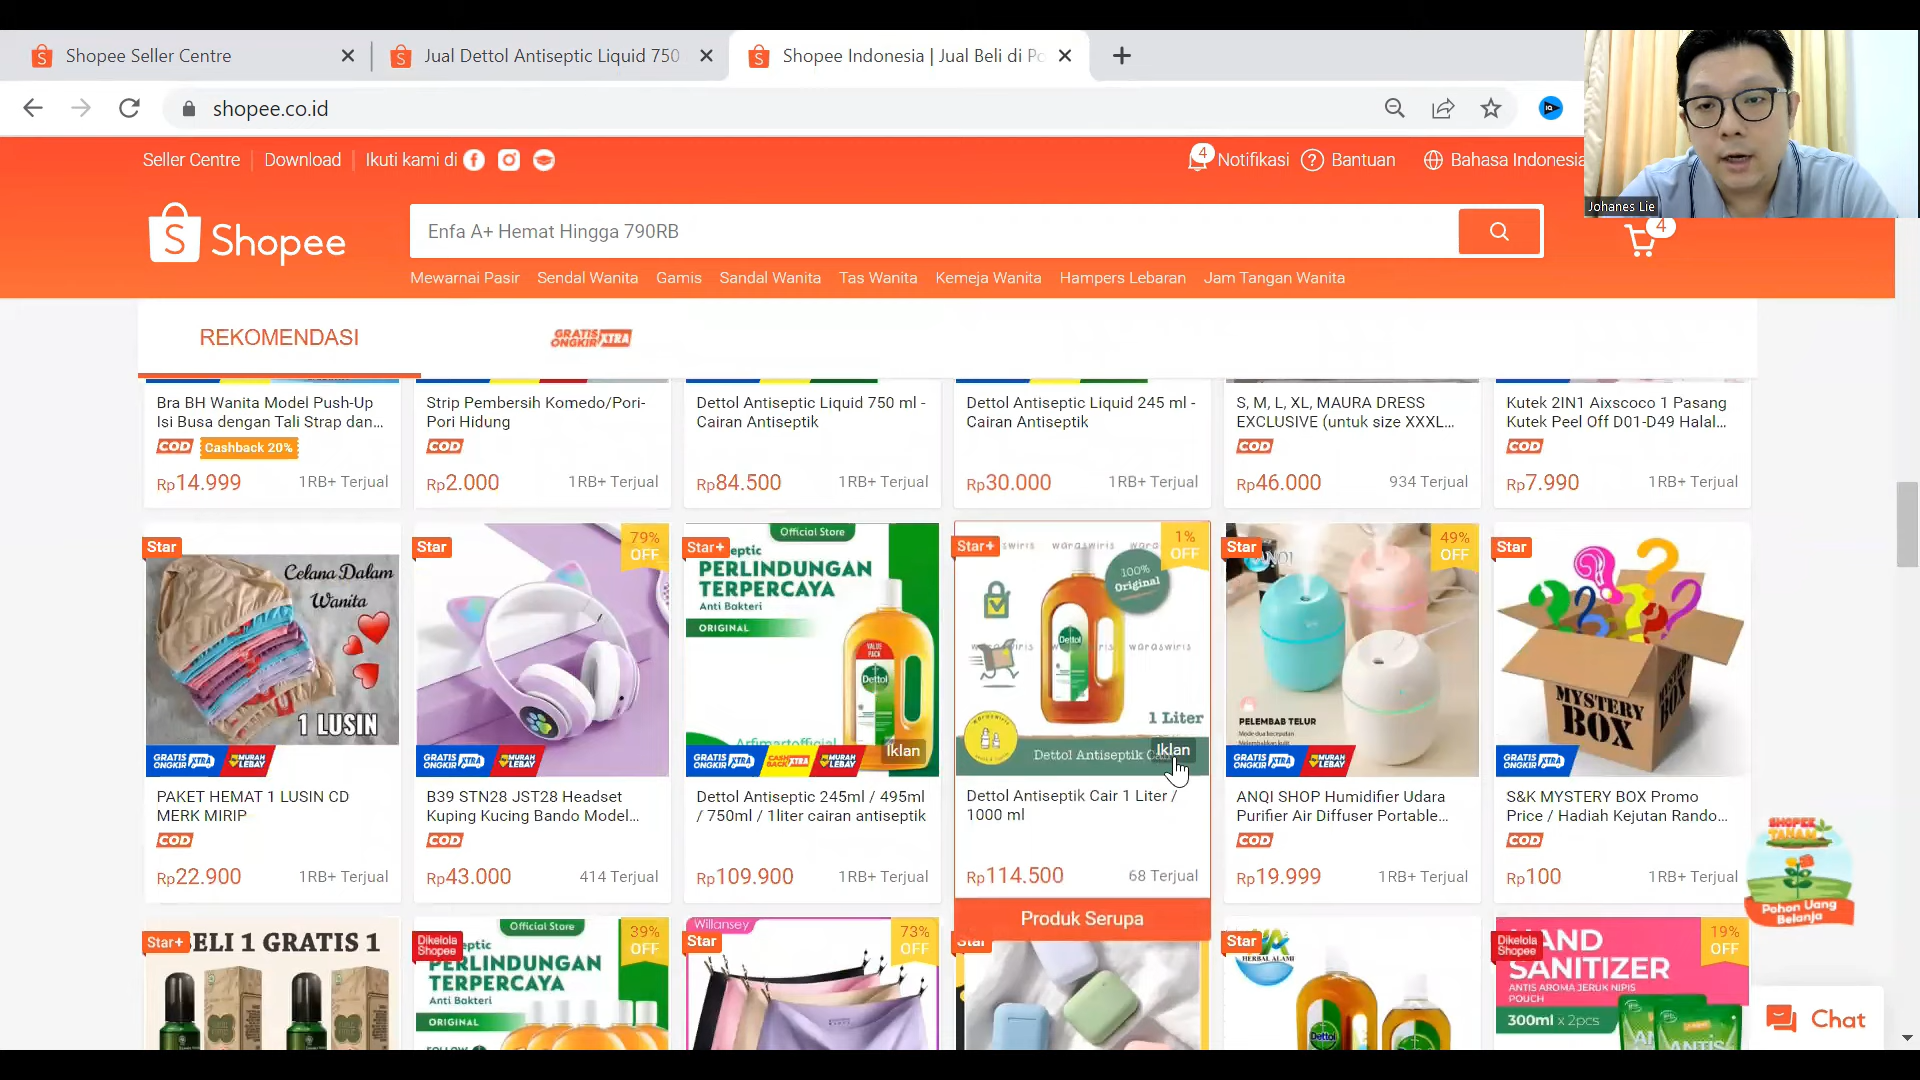 Shopee Seller Centre
Jual Dettol Antiseptic Liquid 750
Shopee Indonesia | Jual Beli di Po
shopee.co.id
Seller Centre
Download
Ikuti kami di
4
Notifikasi
Bantuan
Bahasa Indonesia
Johanes Lie
Shopee
Enfa A+ Hemat Hingga 790RB
4
Mewarnai Pasir
Sendal Wanita
Gamis
Sandal Wanita
Tas Wanita
Kemeja Wanita
Hampers Lebaran
Jam Tangan Wanita
REKOMENDASI
GRATIS ONGKIR XTRA
Bra BH Wanita Model Push-Up
Isi Busa dengan Tali Strap dan...
COD
Cashback 20%
Rp14.999
1RB+ Terjual
Strip Pembersih Komedo/Pori-
Pori Hidung
COD
Rp2.000
1RB+ Terjual
Dettol Antiseptic Liquid 750 ml -
Cairan Antiseptik
Rp84.500
1RB+ Terjual
Dettol Antiseptic Liquid 245 ml -
Cairan Antiseptik
Rp30.000
1RB+ Terjual
S, M, L, XL, MAURA DRESS
EXCLUSIVE (untuk size XXXL...
COD
Rp46.000
934 Terjual
Kutek 2IN1 Aixscoco 1 Pasang
Kutek Peel Off D01-D49 Halal...
COD
Rp7.990
1RB+ Terjual
Star
Celana Dalam
Wanita
1 LUSIN
GRATIS ONGKIR XTRA
MURAH LEBAY
PAKET HEMAT 1 LUSIN CD
MERK MIRIP
COD
Rp22.900
1RB+ Terjual
Star
79%
OFF
GRATIS ONGKIR XTRA
MURAH LEBAY
B39 STN28 JST28 Headset
Kuping Kucing Bando Model...
COD
Rp43.000
414 Terjual
Official Store
Star+
eptic
PERLINDUNGAN
TERPERCAYA
Anti Bakteri
ORIGINAL
VALUE PACK
Dettol
Arfimartofficial
Iklan
GRATIS ONGKIR XTRA
CASHBACK XTRA
MURAH LEBAY
Dettol Antiseptic 245ml / 495ml
/ 750ml / 1liter cairan antiseptik
Rp109.900
1RB+ Terjual
Star+
waraswiris
1%
OFF
100%
Original
Dettol
waraswiris
1 Liter
Dettol Antiseptik
Iklan
Dettol Antiseptik Cair 1 Liter /
1000 ml
Rp114.500
68 Terjual
Produk Serupa
Star
49%
OFF
PELEMBAB TELUR
GRATIS ONGKIR XTRA
MURAH LEBAY
ANQI SHOP Humidifier Udara
Purifier Air Diffuser Portable...
COD
Rp19.999
1RB+ Terjual
Star
MYSTERY
BOX
GRATIS ONGKIR XTRA
S&K MYSTERY BOX Promo
Price / Hadiah Kejutan Rando...
COD
Rp100
1RB+ Terjual
SHOPEE
TANAM
Pohon Uang
Belanja
Star+
BELI 1 GRATIS 1
Official Store
Dikelola
Shopee
39%
OFF
eptic
PERLINDUNGAN
TERPERCAYA
Anti Bakteri
ORIGINAL
Willansey
Star
73%
OFF
Star
Star
HERBAL ALAMI
Dettol
Dettol
Dikelola
Shopee
19%
OFF
HAND
SANITIZER
ANTIS AROMA JERUK NIPIS
POUCH
300ml x 2pcs
ANTIS
Chat